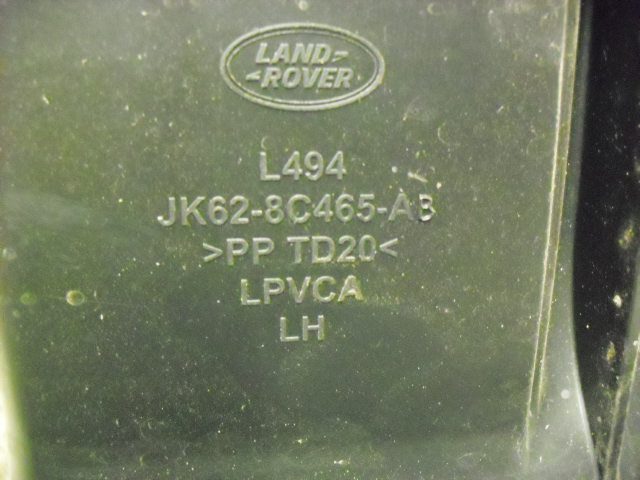 LAND-
-ROVER
L494
JK62-8C465-AB
>PP TD20<
LPVCA
LH